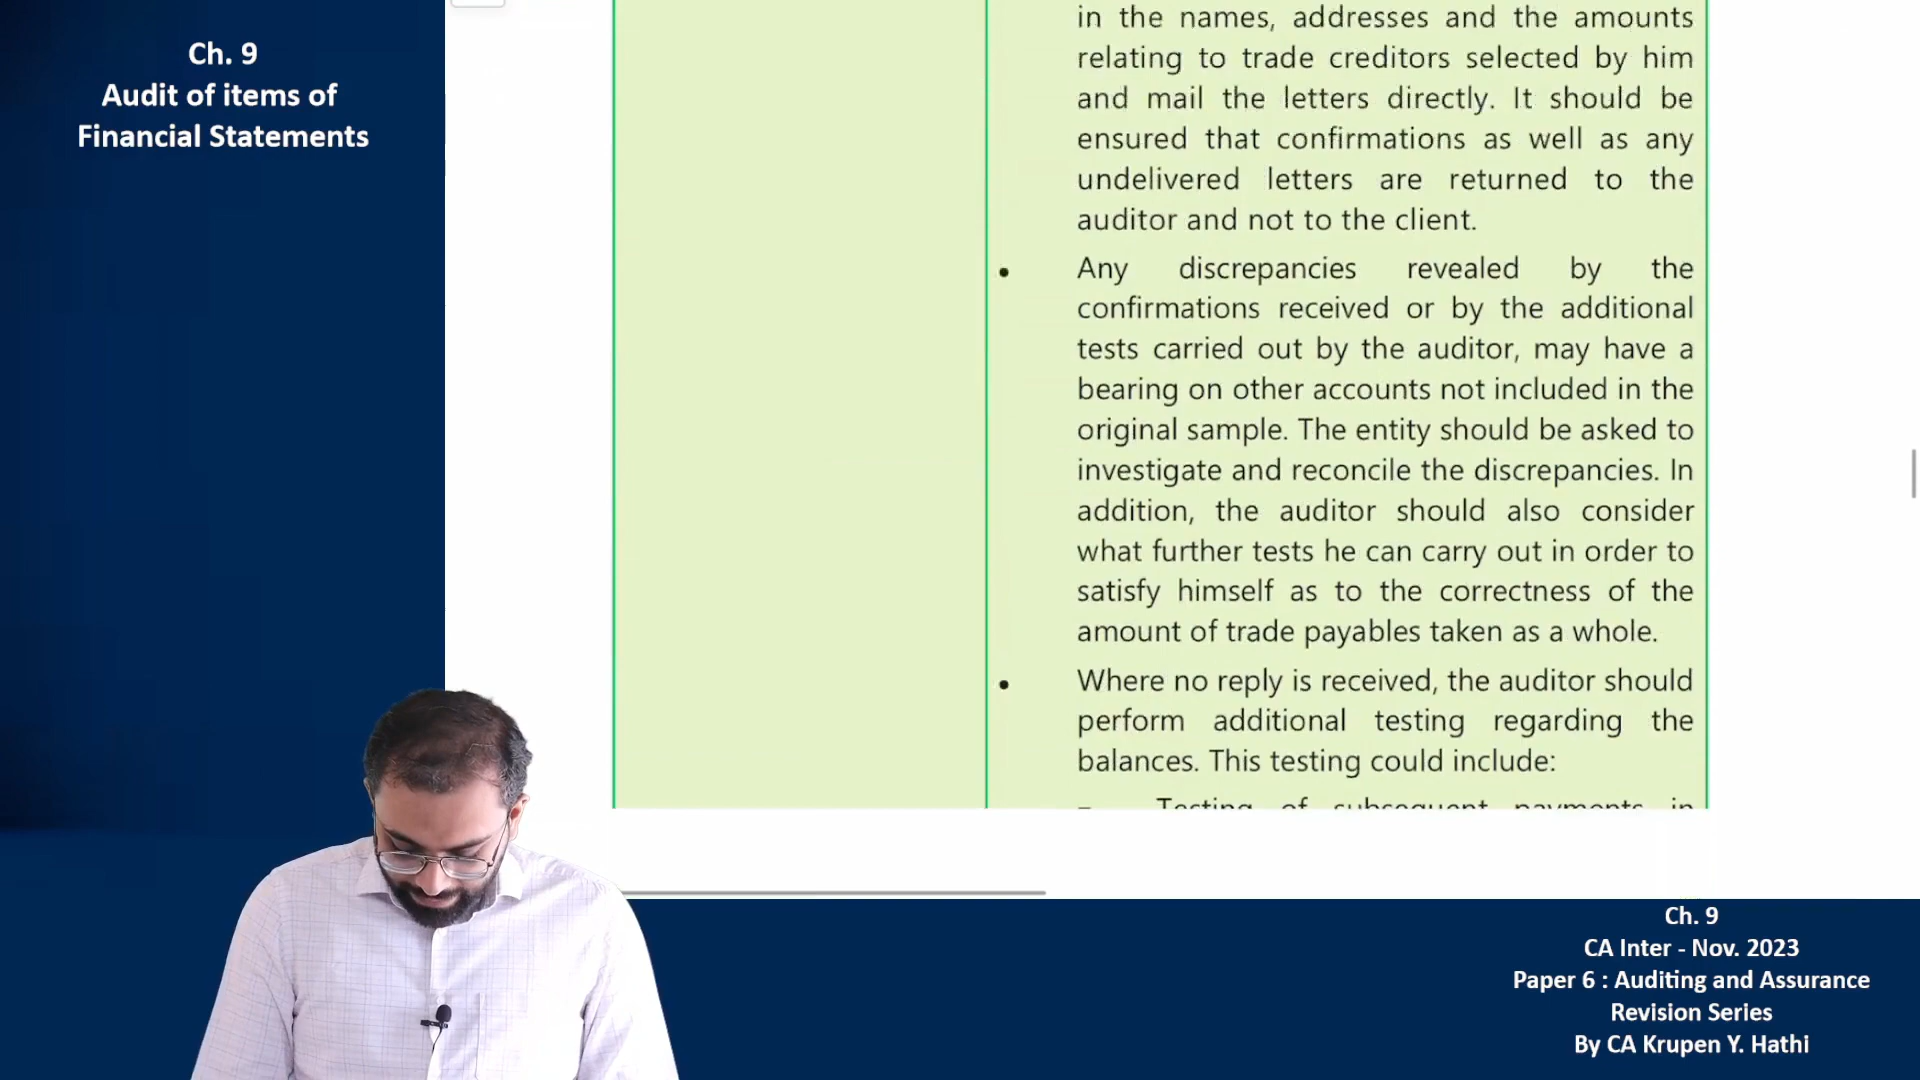 Ch. 9
Audit of items of
Financial Statements
in the names, addresses and the amounts
relating to trade creditors selected by him
and mail the letters directly. It should be
ensured that confirmations as well as any
undelivered letters are returned to the
auditor and not to the client.
• Any discrepancies revealed by the
confirmations received or by the additional
tests carried out by the auditor, may have a
bearing on other accounts not included in the
original sample. The entity should be asked to
investigate and reconcile the discrepancies. In
addition, the auditor should also consider
what further tests he can carry out in order to
satisfy himself as to the correctness of the
amount of trade payables taken as a whole.
• Where no reply is received, the auditor should
perform additional testing regarding the
balances. This testing could include:
– Testing of subsequent payments in
Ch. 9
CA Inter - Nov. 2023
Paper 6 : Auditing and Assurance
Revision Series
By CA Krupen Y. Hathi